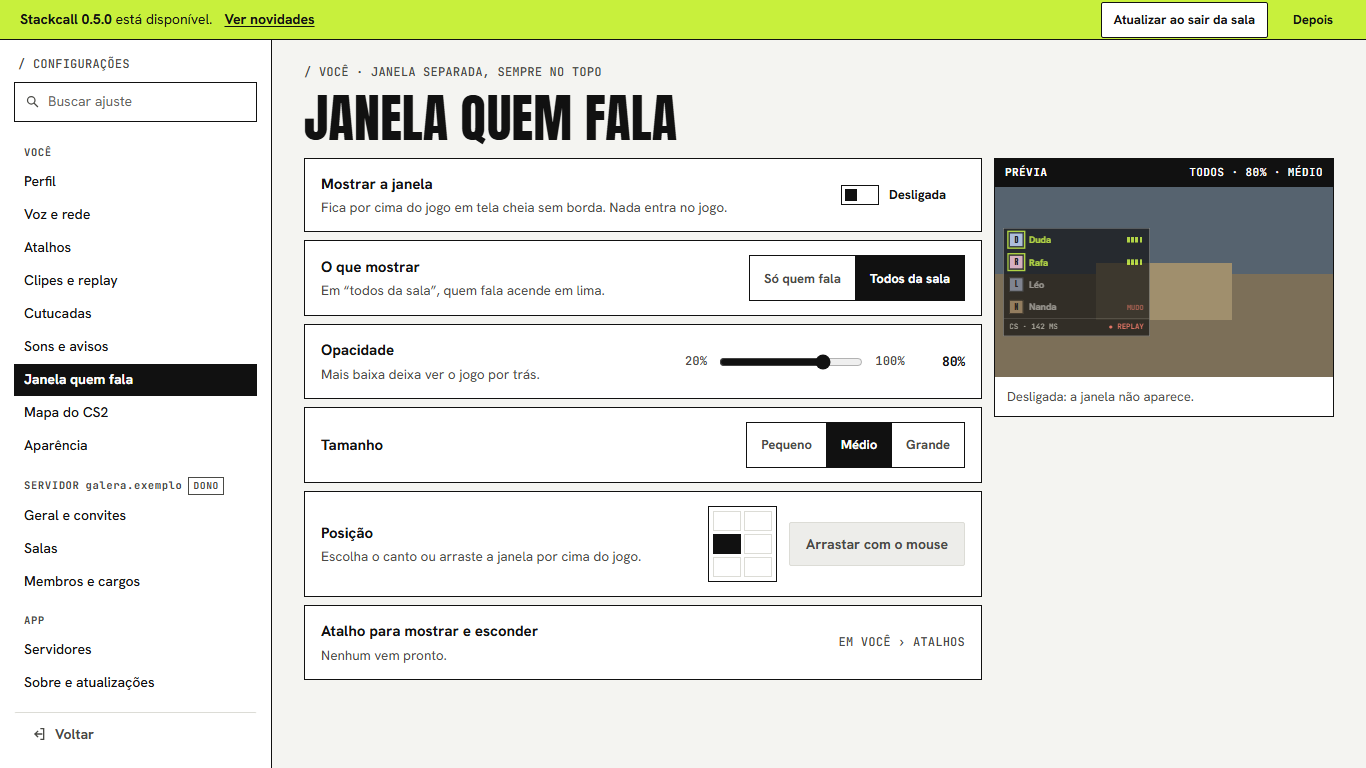 Stackcall 0.5.0 está disponível. Ver novidades
Atualizar ao sair da sala
Depois
/ CONFIGURAÇÕES
Buscar ajuste
VOCÊ
Perfil
Voz e rede
Atalhos
Clipes e replay
Cutucadas
Sons e avisos
Janela quem fala
Mapa do CS2
Aparência
SERVIDOR galera.exemplo DONO
Geral e convites
Salas
Membros e cargos
APP
Servidores
Sobre e atualizações
Voltar
/ VOCÊ · JANELA SEPARADA, SEMPRE NO TOPO
JANELA QUEM FALA
Mostrar a janela
Fica por cima do jogo em tela cheia sem borda. Nada entra no jogo.
Desligada
O que mostrar
Em “todos da sala”, quem fala acende em lima.
Só quem fala
Todos da sala
Opacidade
Mais baixa deixa ver o jogo por trás.
20%
100%
80%
Tamanho
Pequeno
Médio
Grande
Posição
Escolha o canto ou arraste a janela por cima do jogo.
Arrastar com o mouse
Atalho para mostrar e esconder
Nenhum vem pronto.
EM VOCÊ › ATALHOS
PRÉVIA
TODOS · 80% · MÉDIO
D Duda
R Rafa
L Léo
N Nanda MUDO
CS · 142 MS
REPLAY
Desligada: a janela não aparece.